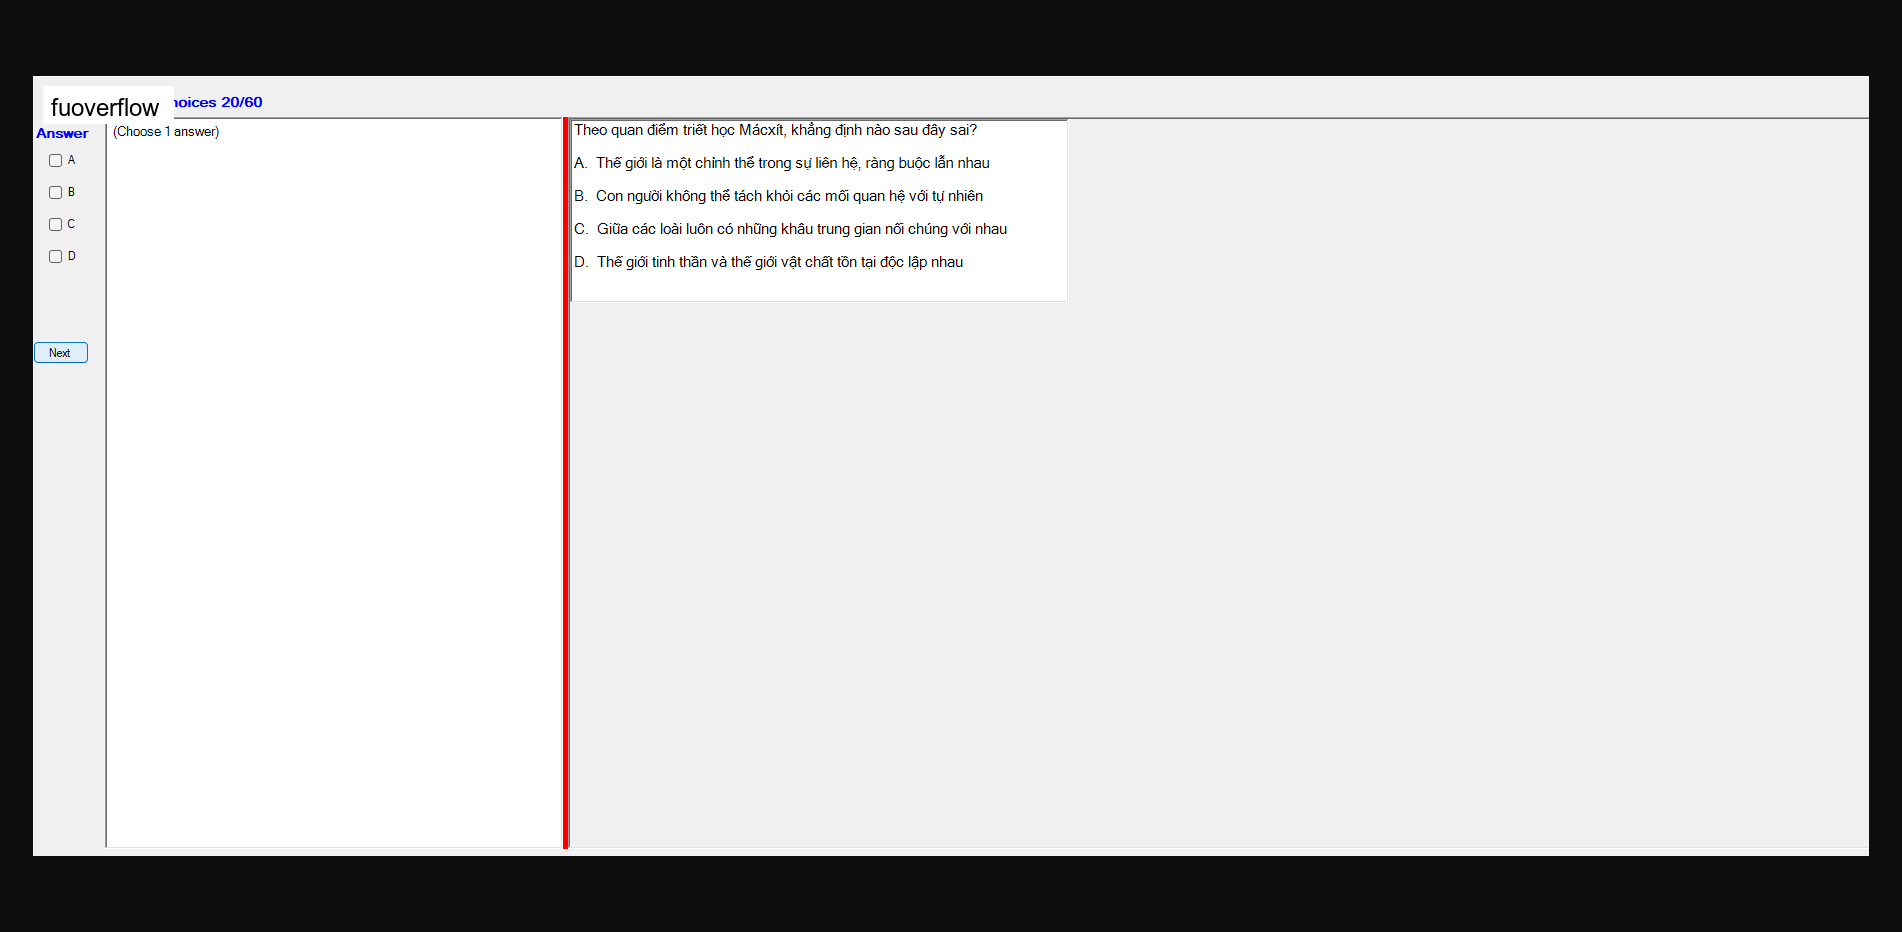 fuoverflow
hoices 20/60
Answer
(Choose 1 answer)
A
B
C
D
Next
Theo quan điểm triết học Mácxít, khẳng định nào sau đây sai?
A. Thế giới là một chỉnh thể trong sự liên hệ, ràng buộc lẫn nhau
B. Con người không thể tách khỏi các mối quan hệ với tự nhiên
C. Giữa các loài luôn có những khâu trung gian nối chúng với nhau
D. Thế giới tinh thần và thế giới vật chất tồn tại độc lập nhau